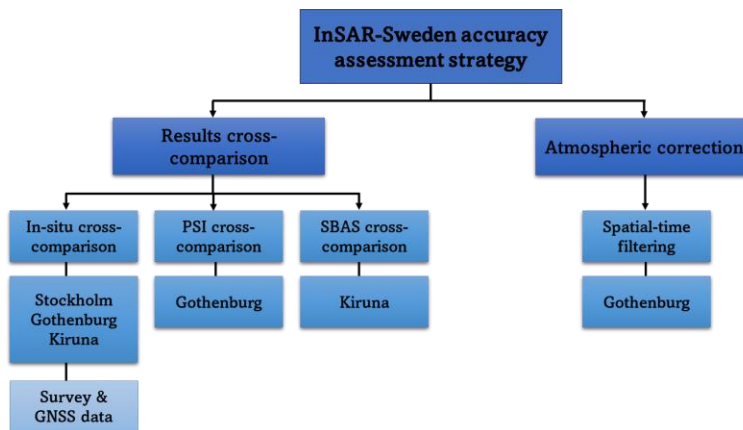 InSAR-Sweden accuracy
assessment strategy
Results cross-
comparison
Atmospheric correction
In-situ cross-
comparison
PSI cross-
comparison
SBAS cross-
comparison
Spatial-time
filtering
Stockholm
Gothenburg
Kiruna
Gothenburg
Kiruna
Gothenburg
Survey &
GNSS data